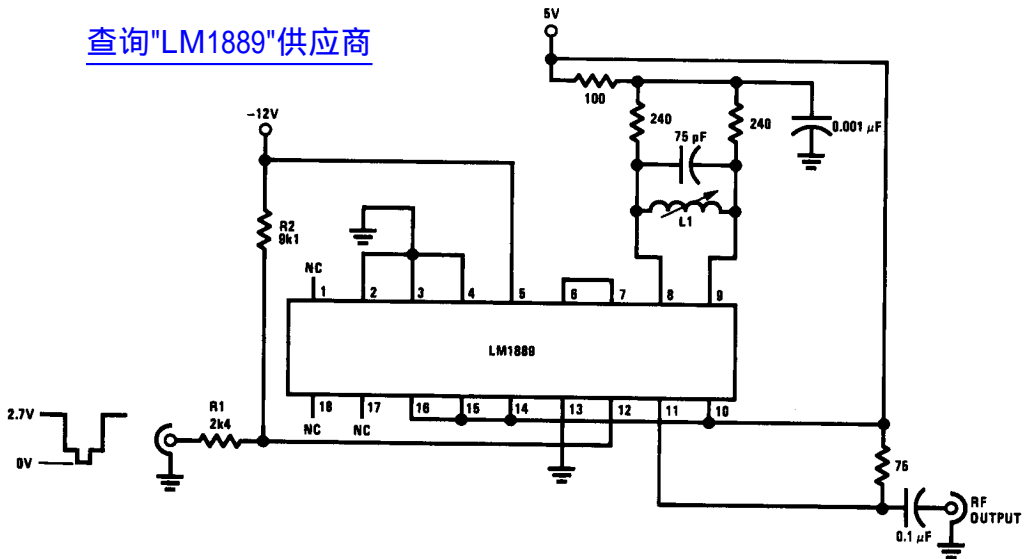 查询"LM1889"供应商
5V
100
240
240
75 pF
0.001 μF
L1
-12V
R2
9k1
NC
1
2
3
4
5
6
7
8
9
LM1889
18
17
16
15
14
13
12
11
10
NC
NC
2.7V
0V
R1
2k4
75
0.1 μF
RF
OUTPUT